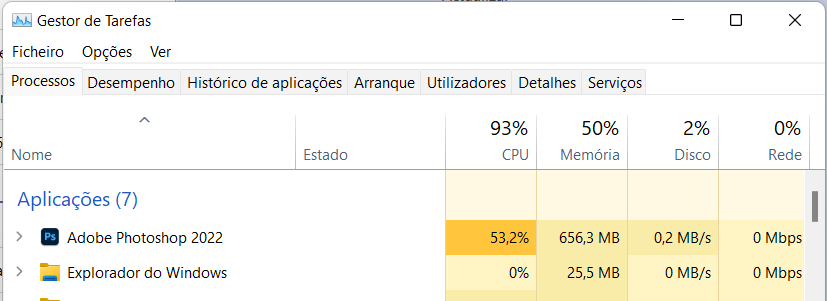 Gestor de Tarefas
Ficheiro Opções Ver
Processos Desempenho Histórico de aplicações Arranque Utilizadores Detalhes Serviços
93% 50% 2% 0%
Nome Estado CPU Memória Disco Rede
Aplicações (7)
Ps Adobe Photoshop 2022 53,2% 656,3 MB 0,2 MB/s 0 Mbps
Explorador do Windows 0% 25,5 MB 0 MB/s 0 Mbps